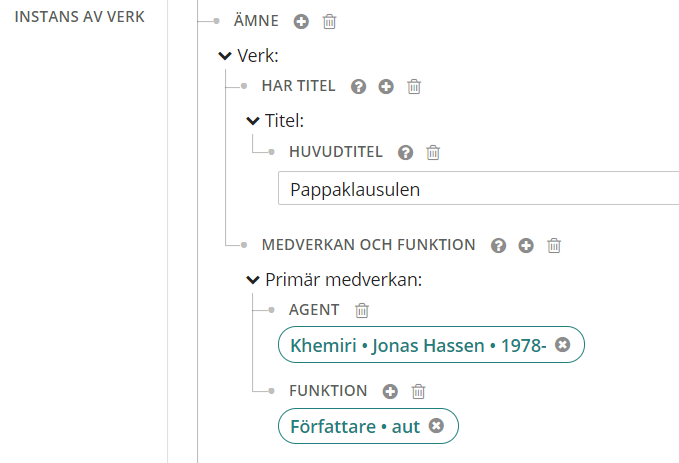 INSTANS AV VERK
ÄMNE
Verk:
HAR TITEL
Titel:
HUVUDTITEL
Pappaklausulen
MEDVERKAN OCH FUNKTION
Primär medverkan:
AGENT
Khemiri • Jonas Hassen • 1978-
FUNKTION
Författare • aut